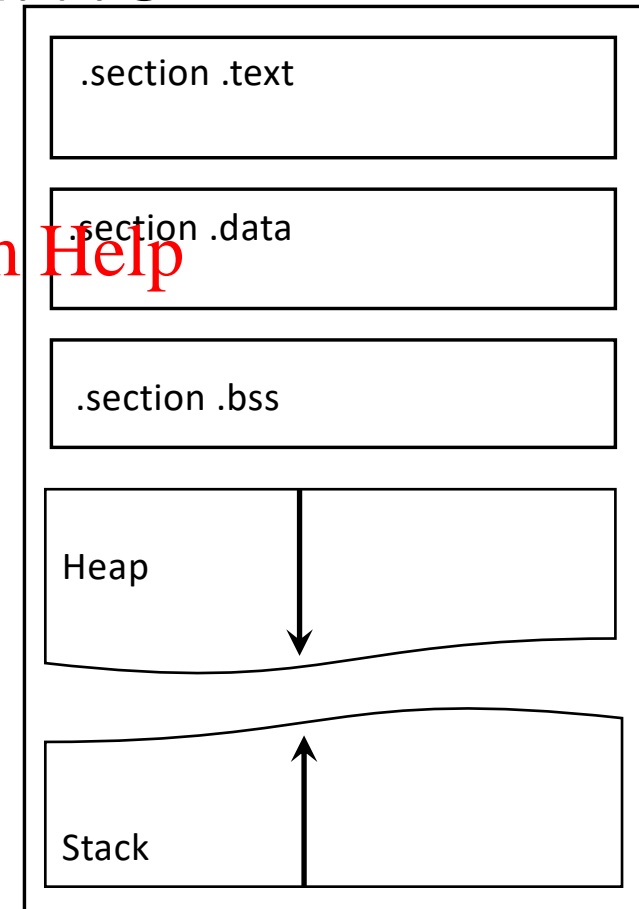 .section .text
.section .data
Help
.section .bss
Heap
Stack